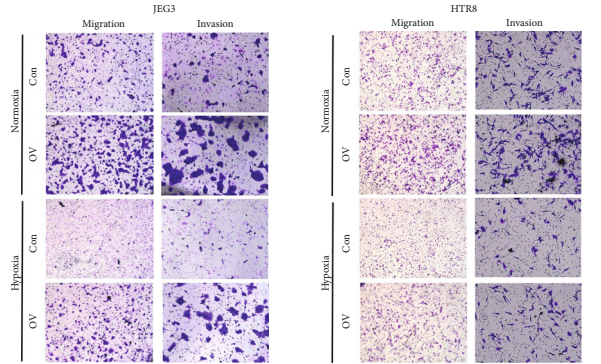 JEG3
Migration Invasion
Normoxia
Con
OV
Hypoxia
Con
OV
HTR8
Migration Invasion
Normoxia
Con
OV
Hypoxia
Con
OV